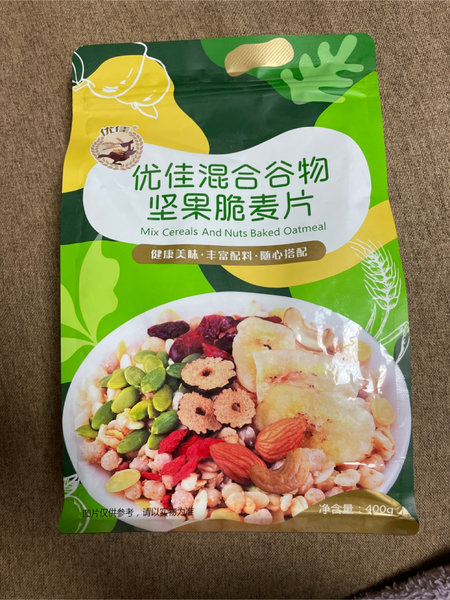 优佳
优佳混合谷物
坚果脆麦片
Mix Cereals And Nuts Baked Oatmeal
健康美味·丰富配料·随心搭配
图片仅供参考，请以实物为准
净含量：400g